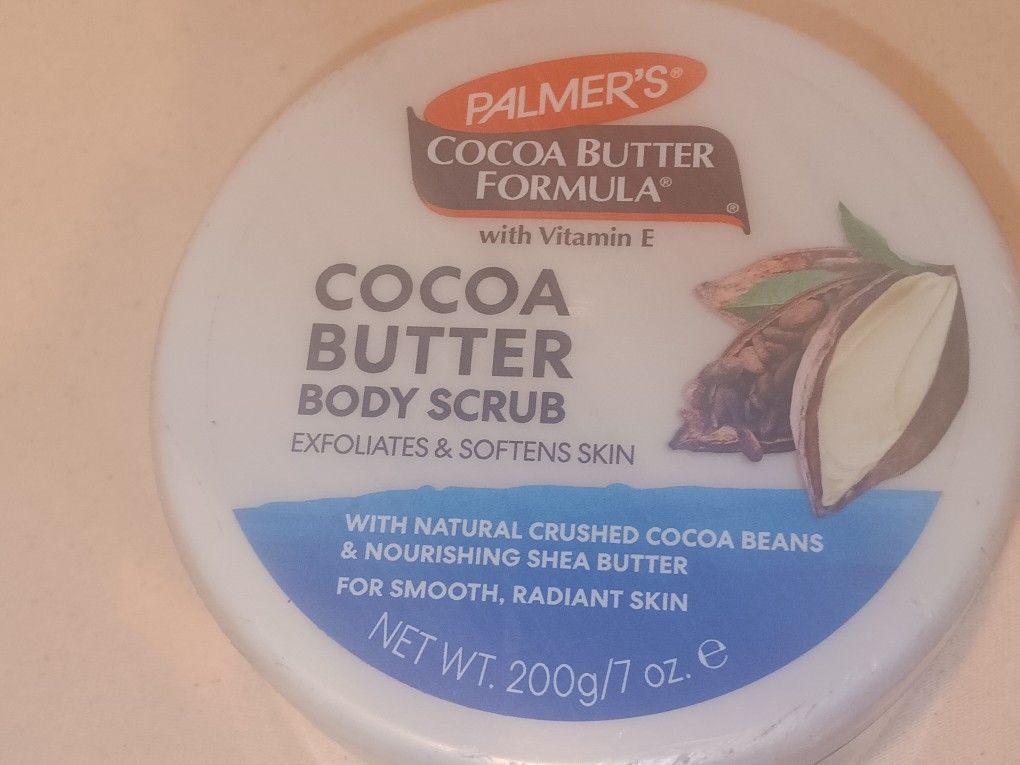 PALMER'S®
COCOA BUTTER
FORMULA®
®
with Vitamin E
COCOA
BUTTER
BODY SCRUB
EXFOLIATES & SOFTENS SKIN
WITH NATURAL CRUSHED COCOA BEANS
& NOURISHING SHEA BUTTER
FOR SMOOTH, RADIANT SKIN
NET WT. 200g/7 oz. ℮